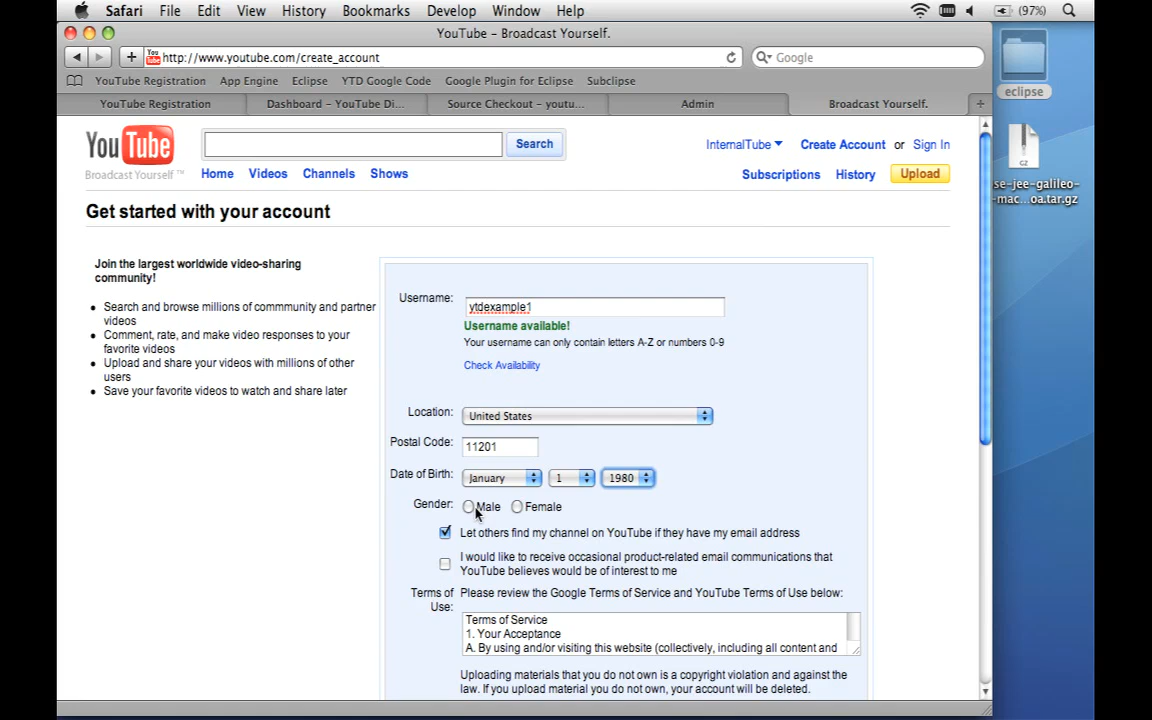 Safari File Edit View History Bookmarks Develop Window Help (97%)
YouTube – Broadcast Yourself.
You Tube http://www.youtube.com/create_account Google
YouTube Registration App Engine Eclipse YTD Google Code Google Plugin for Eclipse Subclipse
YouTube Registration Dashboard – YouTube Di... Source Checkout – youtu... Admin Broadcast Yourself.
eclipse
GZ
se-jee-galileo-
-mac...oa.tar.gz
You Tube
Broadcast Yourself ™
Search
InternalTube Create Account or Sign In
Home Videos Channels Shows
Subscriptions History Upload
Get started with your account
Join the largest worldwide video-sharing
community!
Search and browse millions of commmunity and partner
videos
Comment, rate, and make video responses to your
favorite videos
Upload and share your videos with millions of other
users
Save your favorite videos to watch and share later
Username: ytdexample1
Username available!
Your username can only contain letters A-Z or numbers 0-9
Check Availability
Location: United States
Postal Code: 11201
Date of Birth: January 1 1980
Gender: Male Female
Let others find my channel on YouTube if they have my email address
I would like to receive occasional product-related email communications that
YouTube believes would be of interest to me
Terms of Use: Please review the Google Terms of Service and YouTube Terms of Use below:
Terms of Service
1. Your Acceptance
A. By using and/or visiting this website (collectively, including all content and
Uploading materials that you do not own is a copyright violation and against the
law. If you upload material you do not own, your account will be deleted.